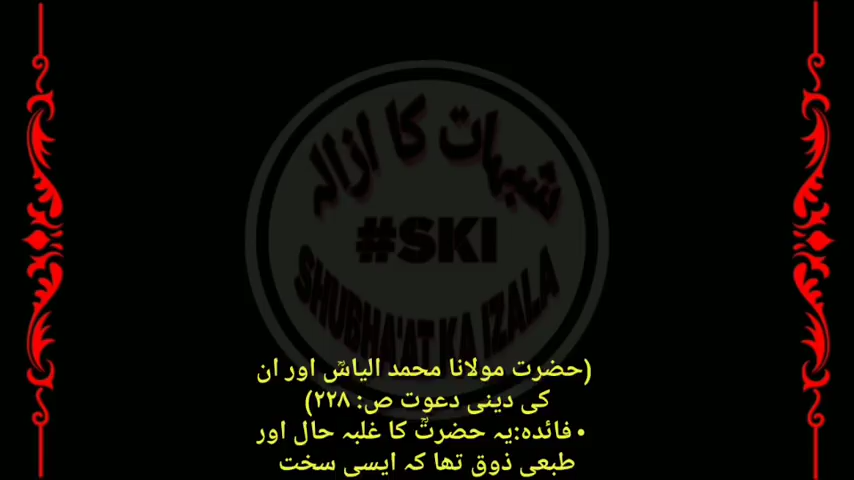 شبہات کا ازالہ
#SKI
SHUBHA'AT KA IZALA
(حضرت مولانا محمد الیاسؒ اور ان
کی دینی دعوت ص: ۲۲۸)
• فائدہ:یہ حضرتؒ کا غلبہ حال اور
طبعی ذوق تھا کہ ایسی سخت